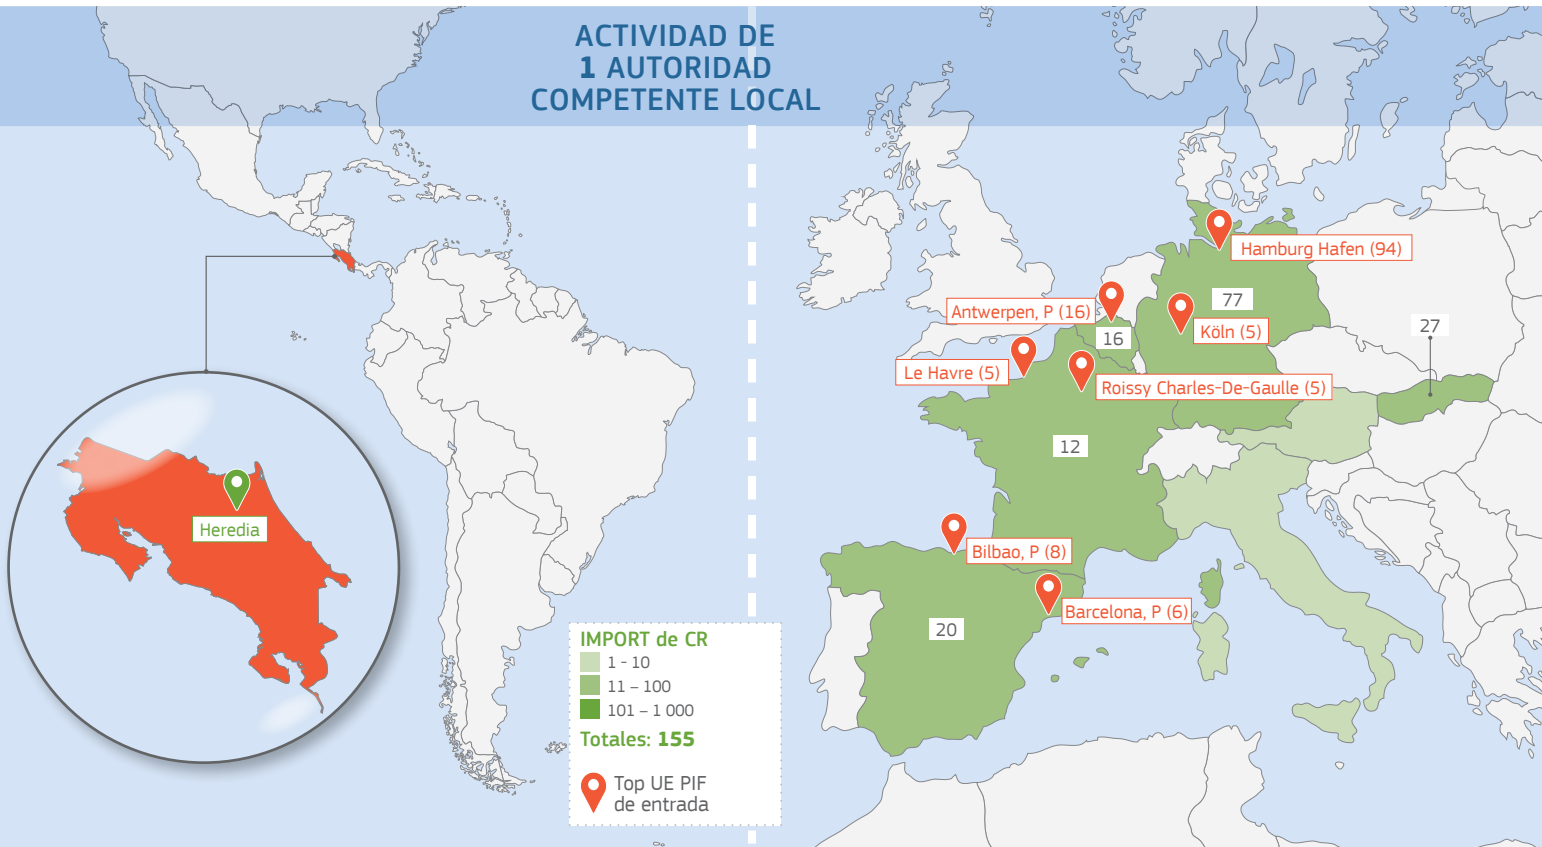 ACTIVIDAD DE
1 AUTORIDAD
COMPETENTE LOCAL
Hamburg Hafen (94)
77
Antwerpen, P (16)
Köln (5)
27
16
Le Havre (5)
Roissy Charles-De-Gaulle (5)
12
Heredia
Bilbao, P (8)
Barcelona, P (6)
20
IMPORT de CR
1 - 10
11 – 100
101 – 1 000
Totales: 155
Top UE PIF
de entrada